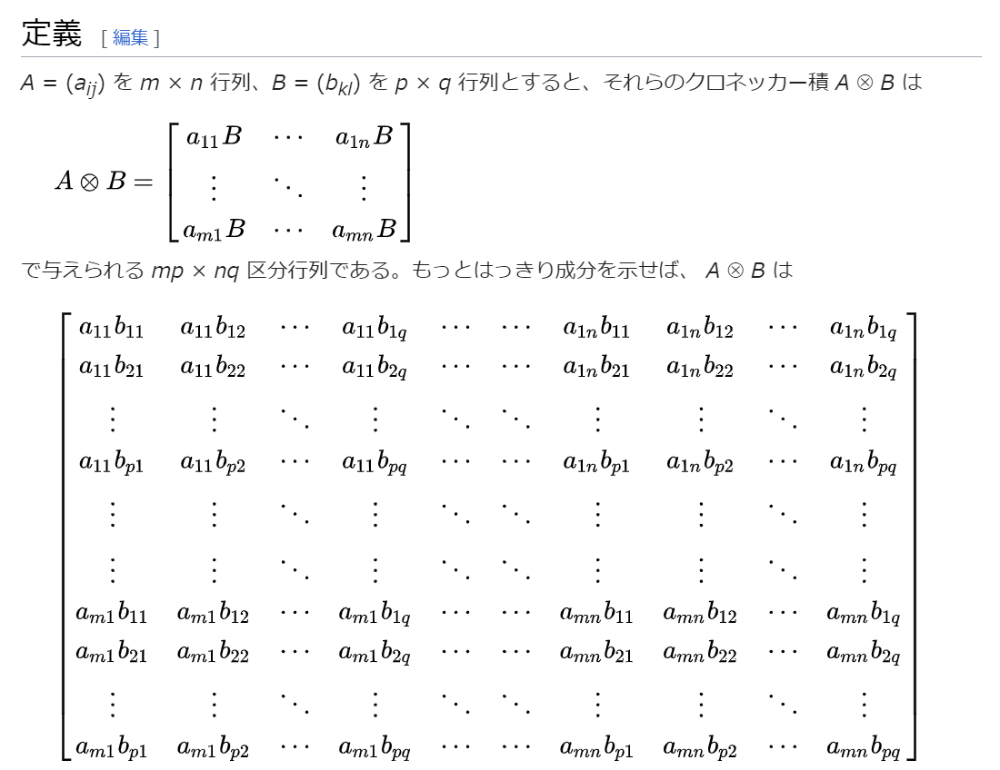 定義 [ 編集 ]
A = (a_{ij}) を m × n 行列、B = (b_{kl}) を p × q 行列とすると、それらのクロネッカー積 A ⊗ B は
A ⊗ B = \begin{bmatrix} a_{11}B & \cdots & a_{1n}B \\ \vdots & \ddots & \vdots \\ a_{m1}B & \cdots & a_{mn}B \end{bmatrix}
で与えられる mp × nq 区分行列である。もっとはっきり成分を示せば、 A ⊗ B は
\begin{bmatrix} a_{11}b_{11} & a_{11}b_{12} & \cdots & a_{11}b_{1q} & \cdots & \cdots & a_{1n}b_{11} & a_{1n}b_{12} & \cdots & a_{1n}b_{1q} \\
a_{11}b_{21} & a_{11}b_{22} & \cdots & a_{11}b_{2q} & \cdots & \cdots & a_{1n}b_{21} & a_{1n}b_{22} & \cdots & a_{1n}b_{2q} \\
\vdots & \vdots & \ddots & \vdots & \ddots & \ddots & \vdots & \vdots & \ddots & \vdots \\
a_{11}b_{p1} & a_{11}b_{p2} & \cdots & a_{11}b_{pq} & \cdots & \cdots & a_{1n}b_{p1} & a_{1n}b_{p2} & \cdots & a_{1n}b_{pq} \\
\vdots & \vdots & \ddots & \vdots & \ddots & \ddots & \vdots & \vdots & \ddots & \vdots \\
\vdots & \vdots & \ddots & \vdots & \ddots & \ddots & \vdots & \vdots & \ddots & \vdots \\
a_{m1}b_{11} & a_{m1}b_{12} & \cdots & a_{m1}b_{1q} & \cdots & \cdots & a_{mn}b_{11} & a_{mn}b_{12} & \cdots & a_{mn}b_{1q} \\
a_{m1}b_{21} & a_{m1}b_{22} & \cdots & a_{m1}b_{2q} & \cdots & \cdots & a_{mn}b_{21} & a_{mn}b_{22} & \cdots & a_{mn}b_{2q} \\
\vdots & \vdots & \ddots & \vdots & \ddots & \ddots & \vdots & \vdots & \ddots & \vdots \\
a_{m1}b_{p1} & a_{m1}b_{p2} & \cdots & a_{m1}b_{pq} & \cdots & \cdots & a_{mn}b_{p1} & a_{mn}b_{p2} & \cdots & a_{mn}b_{pq} \end{bmatrix}